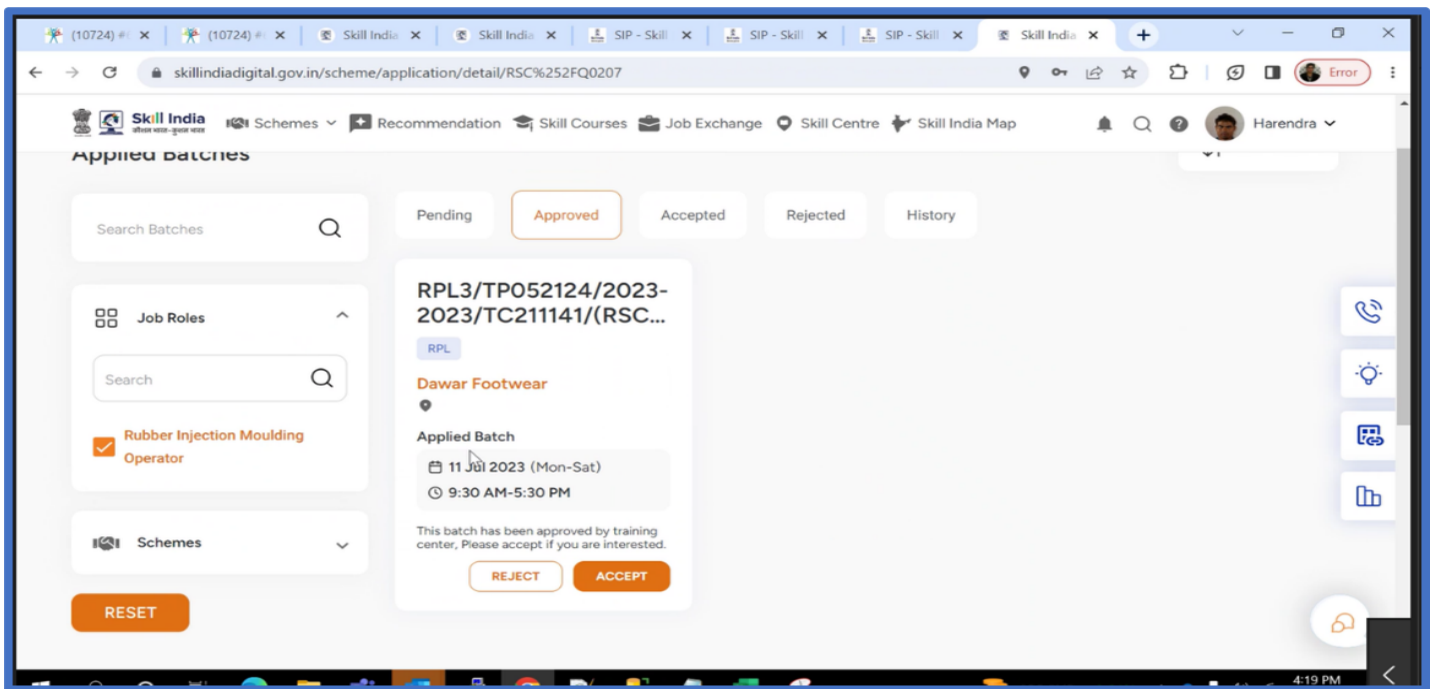 (10724)
(10724)
Skill India
Skill India
SIP - Skill
SIP - Skill
SIP - Skill
Skill India
skillindiadigital.gov.in/scheme/application/detail/RSC%252FQ0207
Error
Skill India
कौशल भारत-कुशल भारत
Schemes
Recommendation
Skill Courses
Job Exchange
Skill Centre
Skill India Map
Harendra
Applied Batches
Search Batches
Pending
Approved
Accepted
Rejected
History
Job Roles
Search
Rubber Injection Moulding
Operator
Schemes
RESET
RPL3/TP052124/2023-
2023/TC211141/(RSC...
RPL
Dawar Footwear
Applied Batch
11 Jul 2023 (Mon-Sat)
9:30 AM-5:30 PM
This batch has been approved by training
center, Please accept if you are interested.
REJECT
ACCEPT
4:19 PM